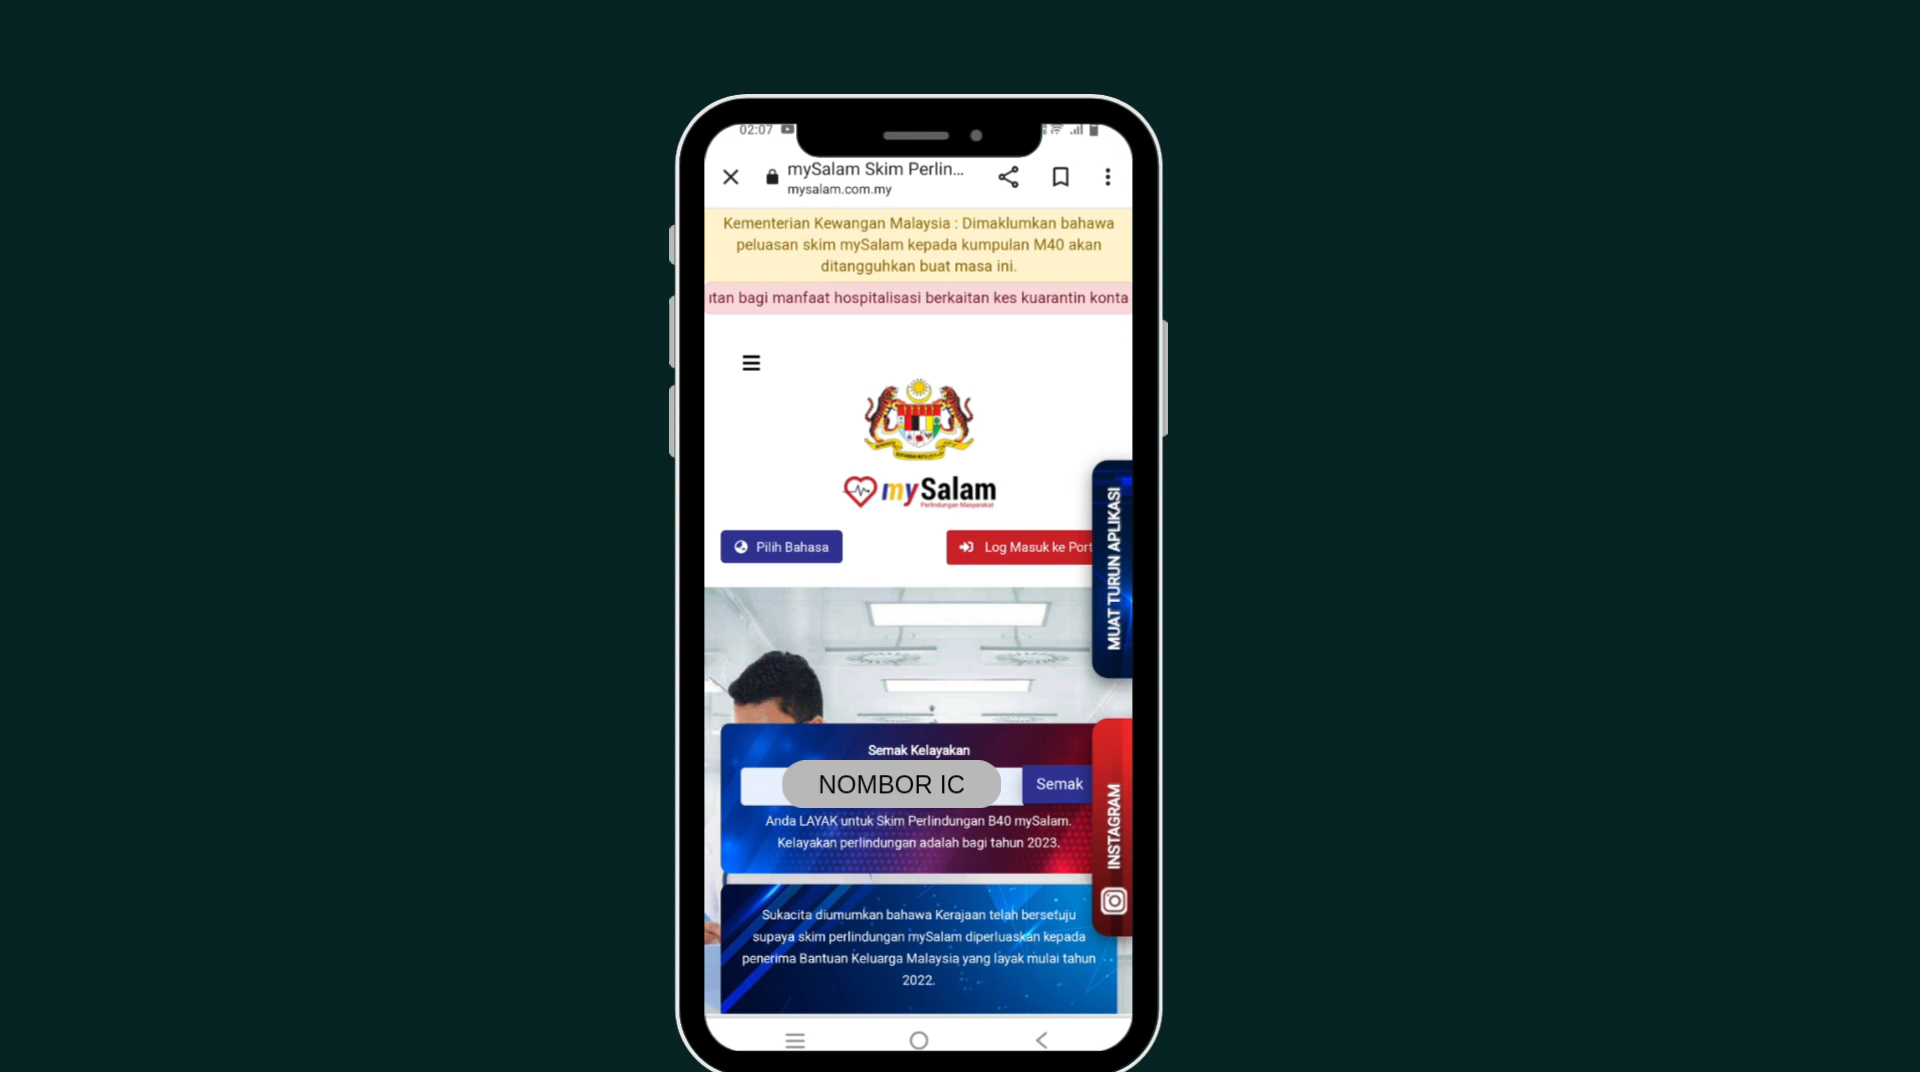 02:07
mySalam Skim Perlin...
mysalam.com.my
Kementerian Kewangan Malaysia : Dimaklumkan bahawa
peluasan skim mySalam kepada kumpulan M40 akan
ditangguhkan buat masa ini.
tan bagi manfaat hospitalisasi berkaitan kes kuarantin konta
mySalam
Perlindungan Masyarakat
Pilih Bahasa
Log Masuk ke Port
MUAT TURUN APLIKASI
Semak Kelayakan
NOMBOR IC
Semak
Anda LAYAK untuk Skim Perlindungan B40 mySalam.
Kelayakan perlindungan adalah bagi tahun 2023.
INSTAGRAM
Sukacita diumumkan bahawa Kerajaan telah bersetuju
supaya skim perlindungan mySalam diperluaskan kepada
penerima Bantuan Keluarga Malaysia yang layak mulai tahun
2022.